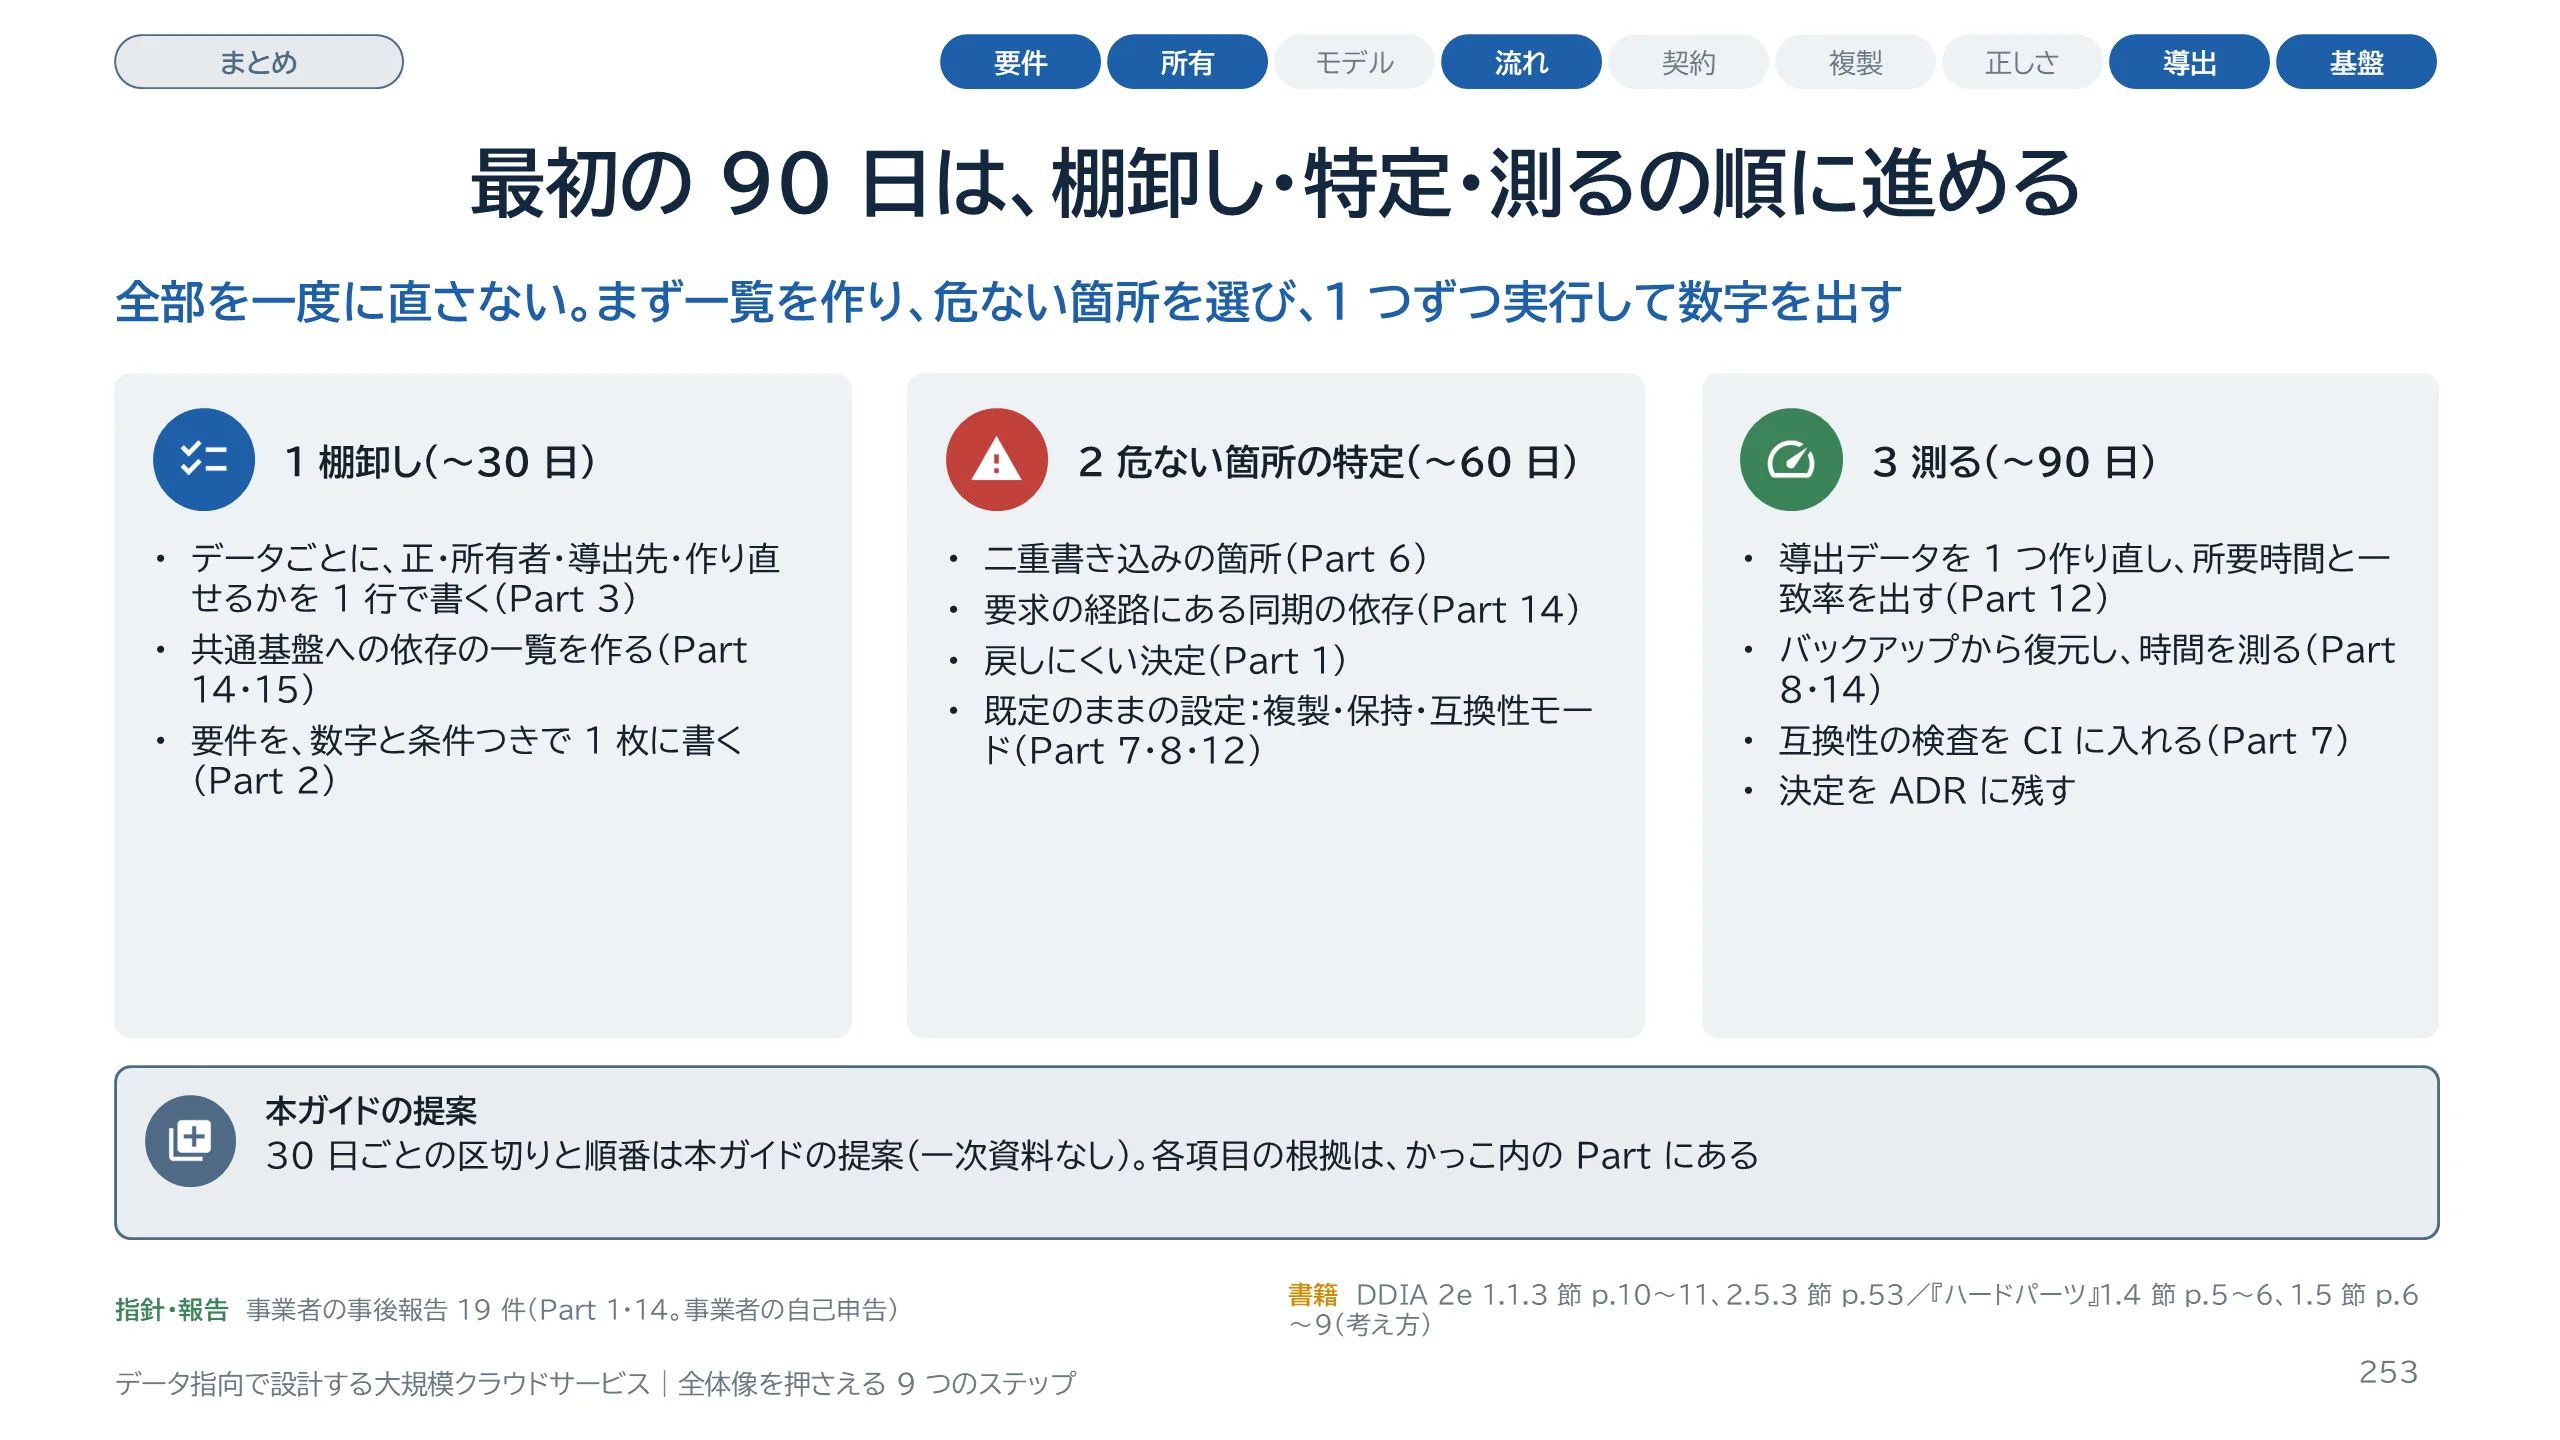 まとめ
要件 所有 モデル 流れ 契約 複製 正しさ 導出 基盤
最初の 90 日は、棚卸し・特定・測るの順に進める
全部を一度に直さない。まず一覧を作り、危ない箇所を選び、1 つずつ実行して数字を出す
1 棚卸し（～30 日）
• データごとに、正・所有者・導出先・作り直
せるかを 1 行で書く（Part 3）
• 共通基盤への依存の一覧を作る（Part
14・15）
• 要件を、数字と条件つきで 1 枚に書く
（Part 2）
2 危ない箇所の特定（～60 日）
• 二重書き込みの箇所（Part 6）
• 要求の経路にある同期の依存（Part 14）
• 戻しにくい決定（Part 1）
• 既定のままの設定：複製・保持・互換性モー
ド（Part 7・8・12）
3 測る（～90 日）
• 導出データを 1 つ作り直し、所要時間と一
致率を出す（Part 12）
• バックアップから復元し、時間を測る（Part
8・14）
• 互換性の検査を CI に入れる（Part 7）
• 決定を ADR に残す
本ガイドの提案
30 日ごとの区切りと順番は本ガイドの提案（一次資料なし）。各項目の根拠は、かっこ内の Part にある
指針・報告 事業者の事後報告 19 件（Part 1・14。事業者の自己申告）
書籍 DDIA 2e 1.1.3 節 p.10～11、2.5.3 節 p.53／『ハードパーツ』1.4 節 p.5～6、1.5 節 p.6
～9（考え方）
データ指向で設計する大規模クラウドサービス｜全体像を押さえる 9 つのステップ
253